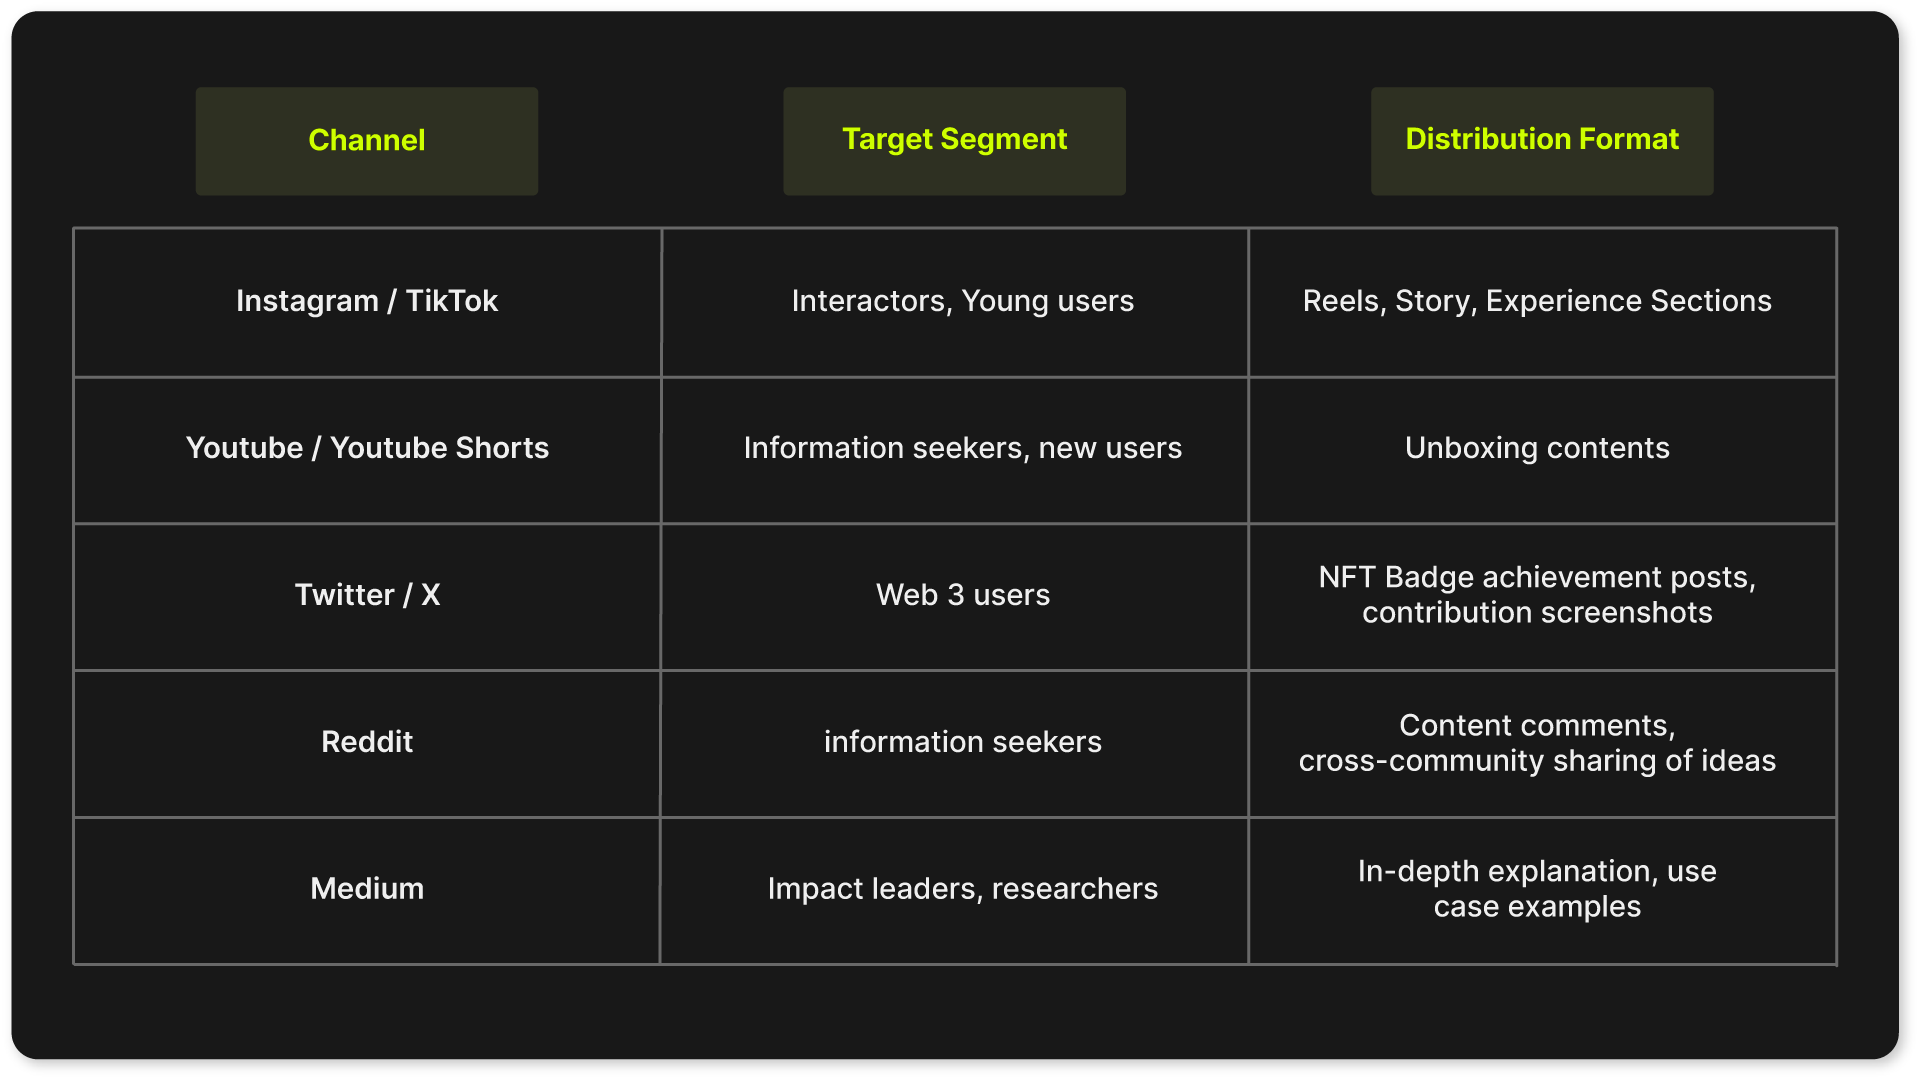 Channel
Target Segment
Distribution Format
Instagram / TikTok
Interactors, Young users
Reels, Story, Experience Sections
Youtube / Youtube Shorts
Information seekers, new users
Unboxing contents
Twitter / X
Web 3 users
NFT Badge achievement posts,
contribution screenshots
Reddit
information seekers
Content comments,
cross-community sharing of ideas
Medium
Impact leaders, researchers
In-depth explanation, use
case examples